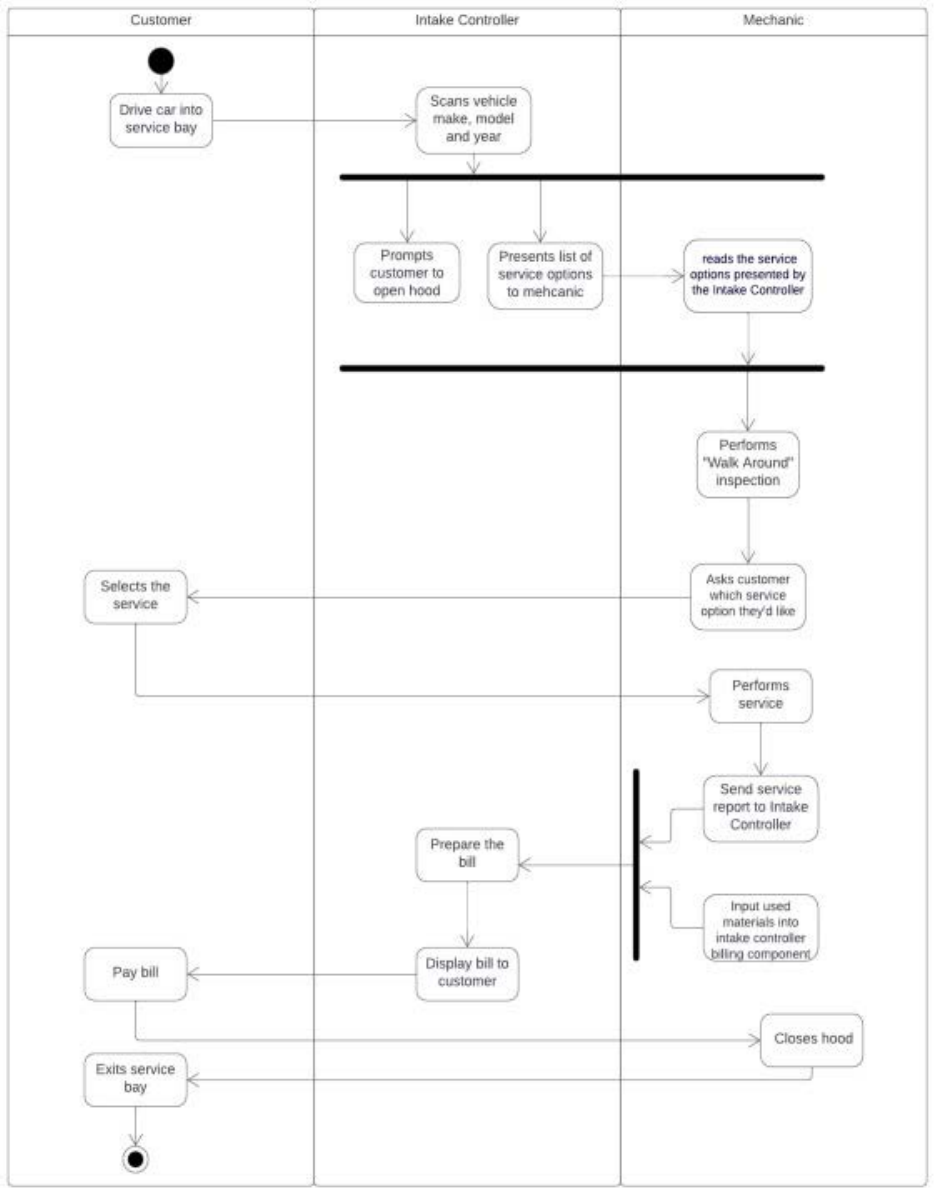 Customer
Intake Controller
Mechanic
Drive car into
service bay
Scans vehicle
make, model
and year
Prompts
customer to
open hood
Presents list of
service options
to mehcanic
reads the service
options presented by
the Intake Controller
Performs
"Walk Around"
inspection
Asks customer
which service
option they'd like
Selects the
service
Performs
service
Send service
report to Intake
Controller
Input used
materials into
intake controller
billing component
Prepare the
bill
Display bill to
customer
Pay bill
Closes hood
Exits service
bay